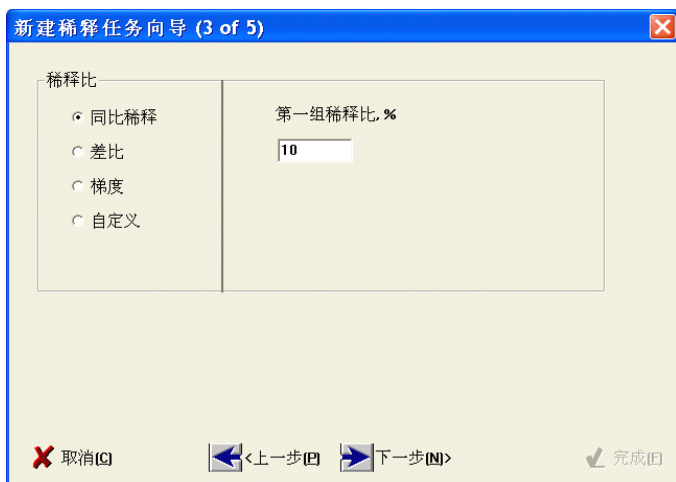 新建稀释任务向导 (3 of 5)
稀释比
同比稀释
差比
梯度
自定义
第一组稀释比, %
10
取消(C)
<上一步(P)
下一步(N)>
完成(F)